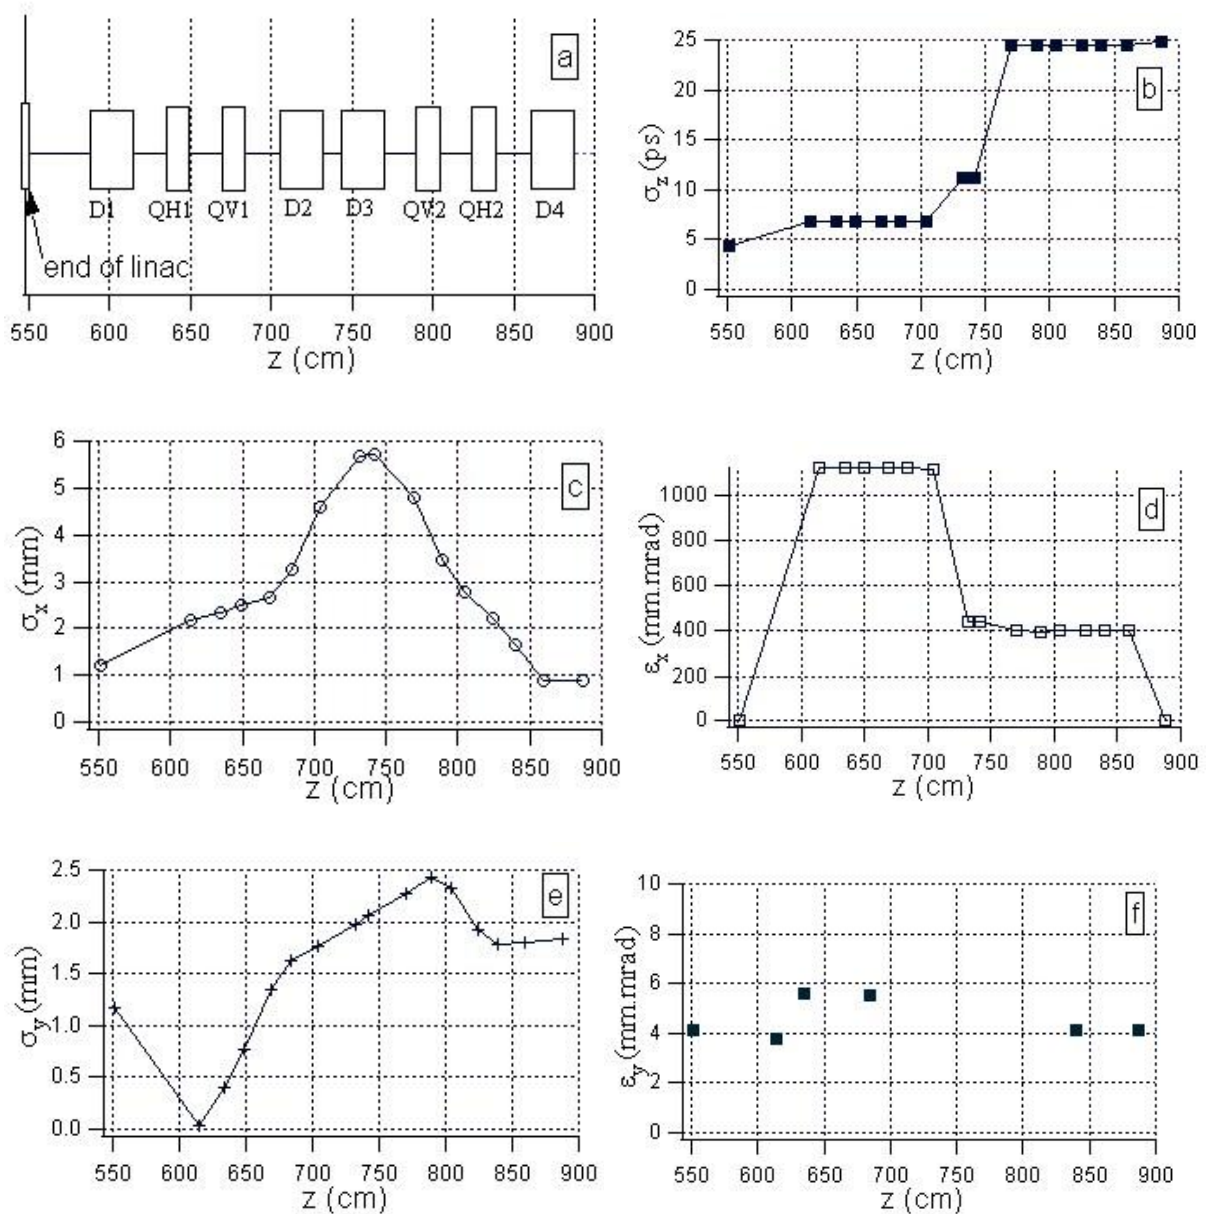 a
D1 QH1 QV1 D2 D3 QV2 QH2 D4
end of linac
550 600 650 700 750 800 850 900
z (cm)
25
20
15
10
5
0
σz (ps)
b
550 600 650 700 750 800 850 900
z (cm)
6
5
4
3
2
1
0
σx (mm)
c
550 600 650 700 750 800 850 900
z (cm)
1000
800
600
400
200
0
εx (mm.mrad)
d
550 600 650 700 750 800 850 900
z (cm)
2.5
2.0
1.5
1.0
0.5
0.0
σy (mm)
e
550 600 650 700 750 800 850 900
z (cm)
10
8
6
4
2
0
εy (mm.mrad)
f
550 600 650 700 750 800 850 900
z (cm)